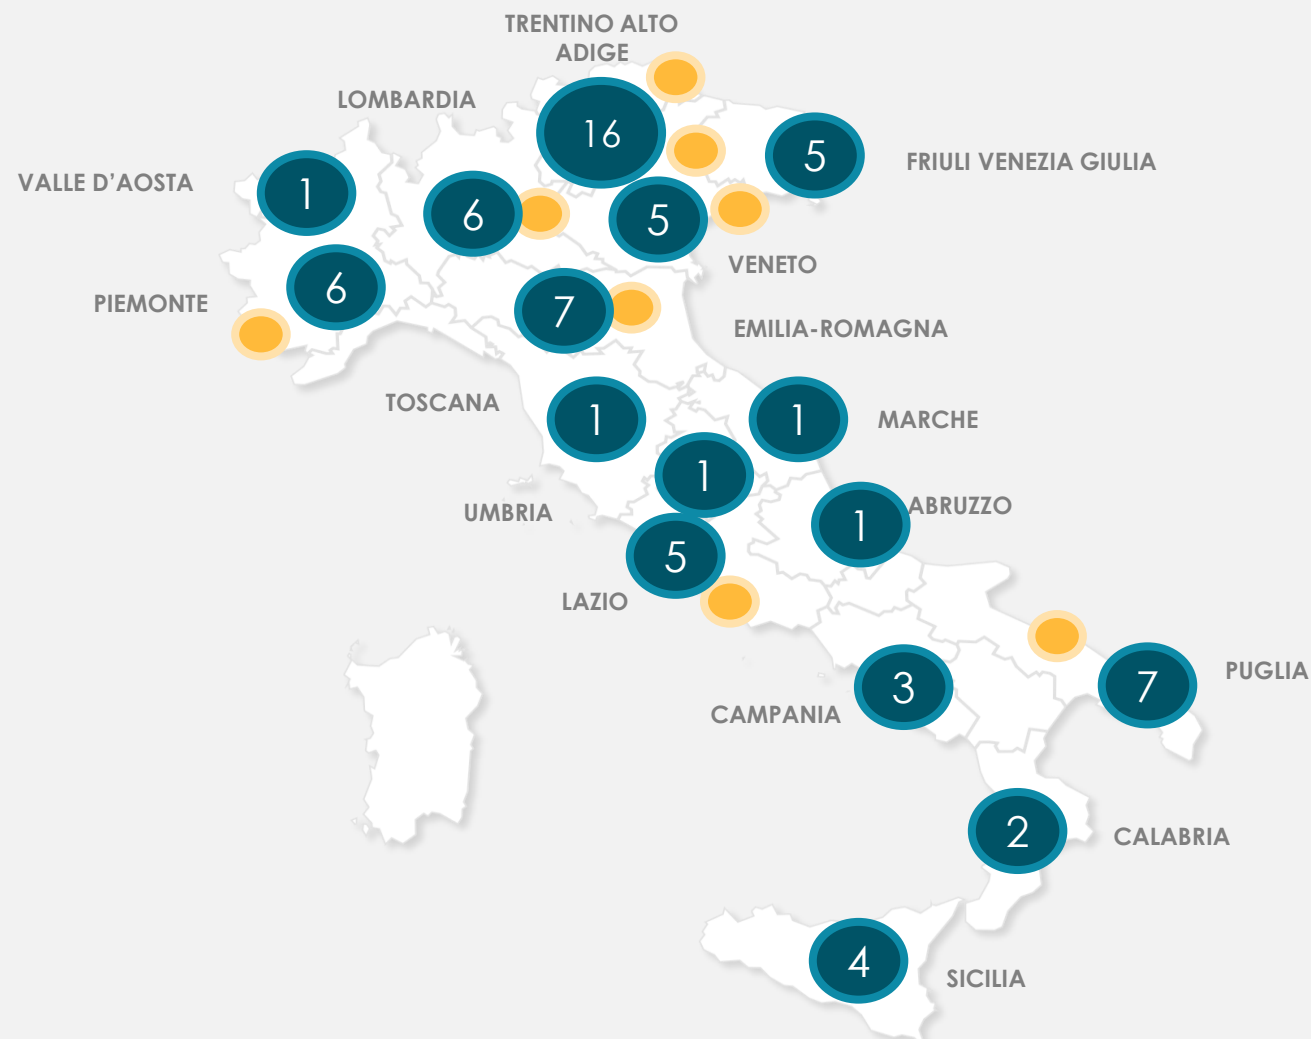 TRENTINO ALTO
ADIGE
LOMBARDIA
16
5
FRIULI VENEZIA GIULIA
VALLE D'AOSTA
1
6
5
VENETO
PIEMONTE
6
7
EMILIA-ROMAGNA
TOSCANA
1
1
MARCHE
1
UMBRIA
1
ABRUZZO
5
LAZIO
3
CAMPANIA
7
PUGLIA
2
CALABRIA
4
SICILIA